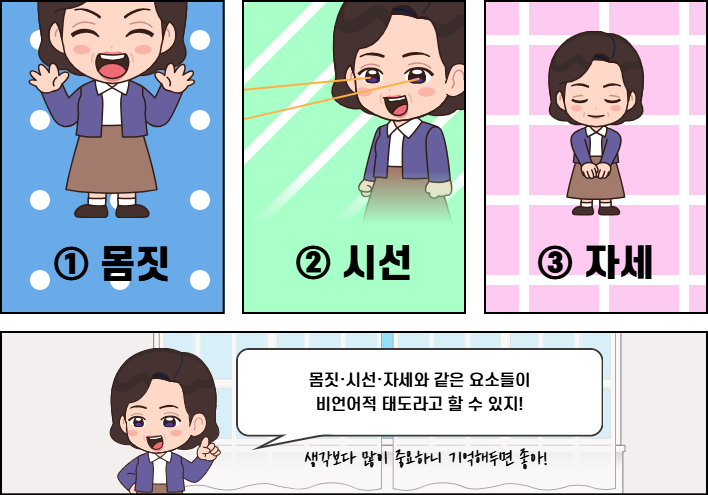 ① 몸짓
② 시선
③ 자세
몸짓·시선·자세와 같은 요소들이
비언어적 태도라고 할 수 있지!
생각보다 많이 중요하니 기억해두면 좋아!